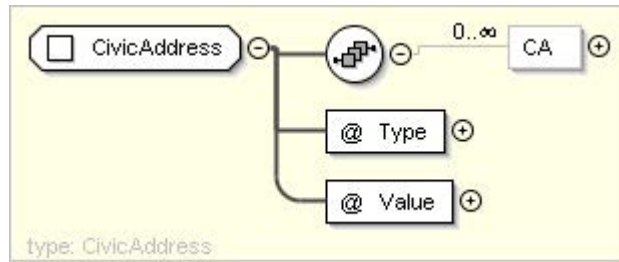 CivicAddress
0..∞
CA
@ Type
@ Value
type: CivicAddress